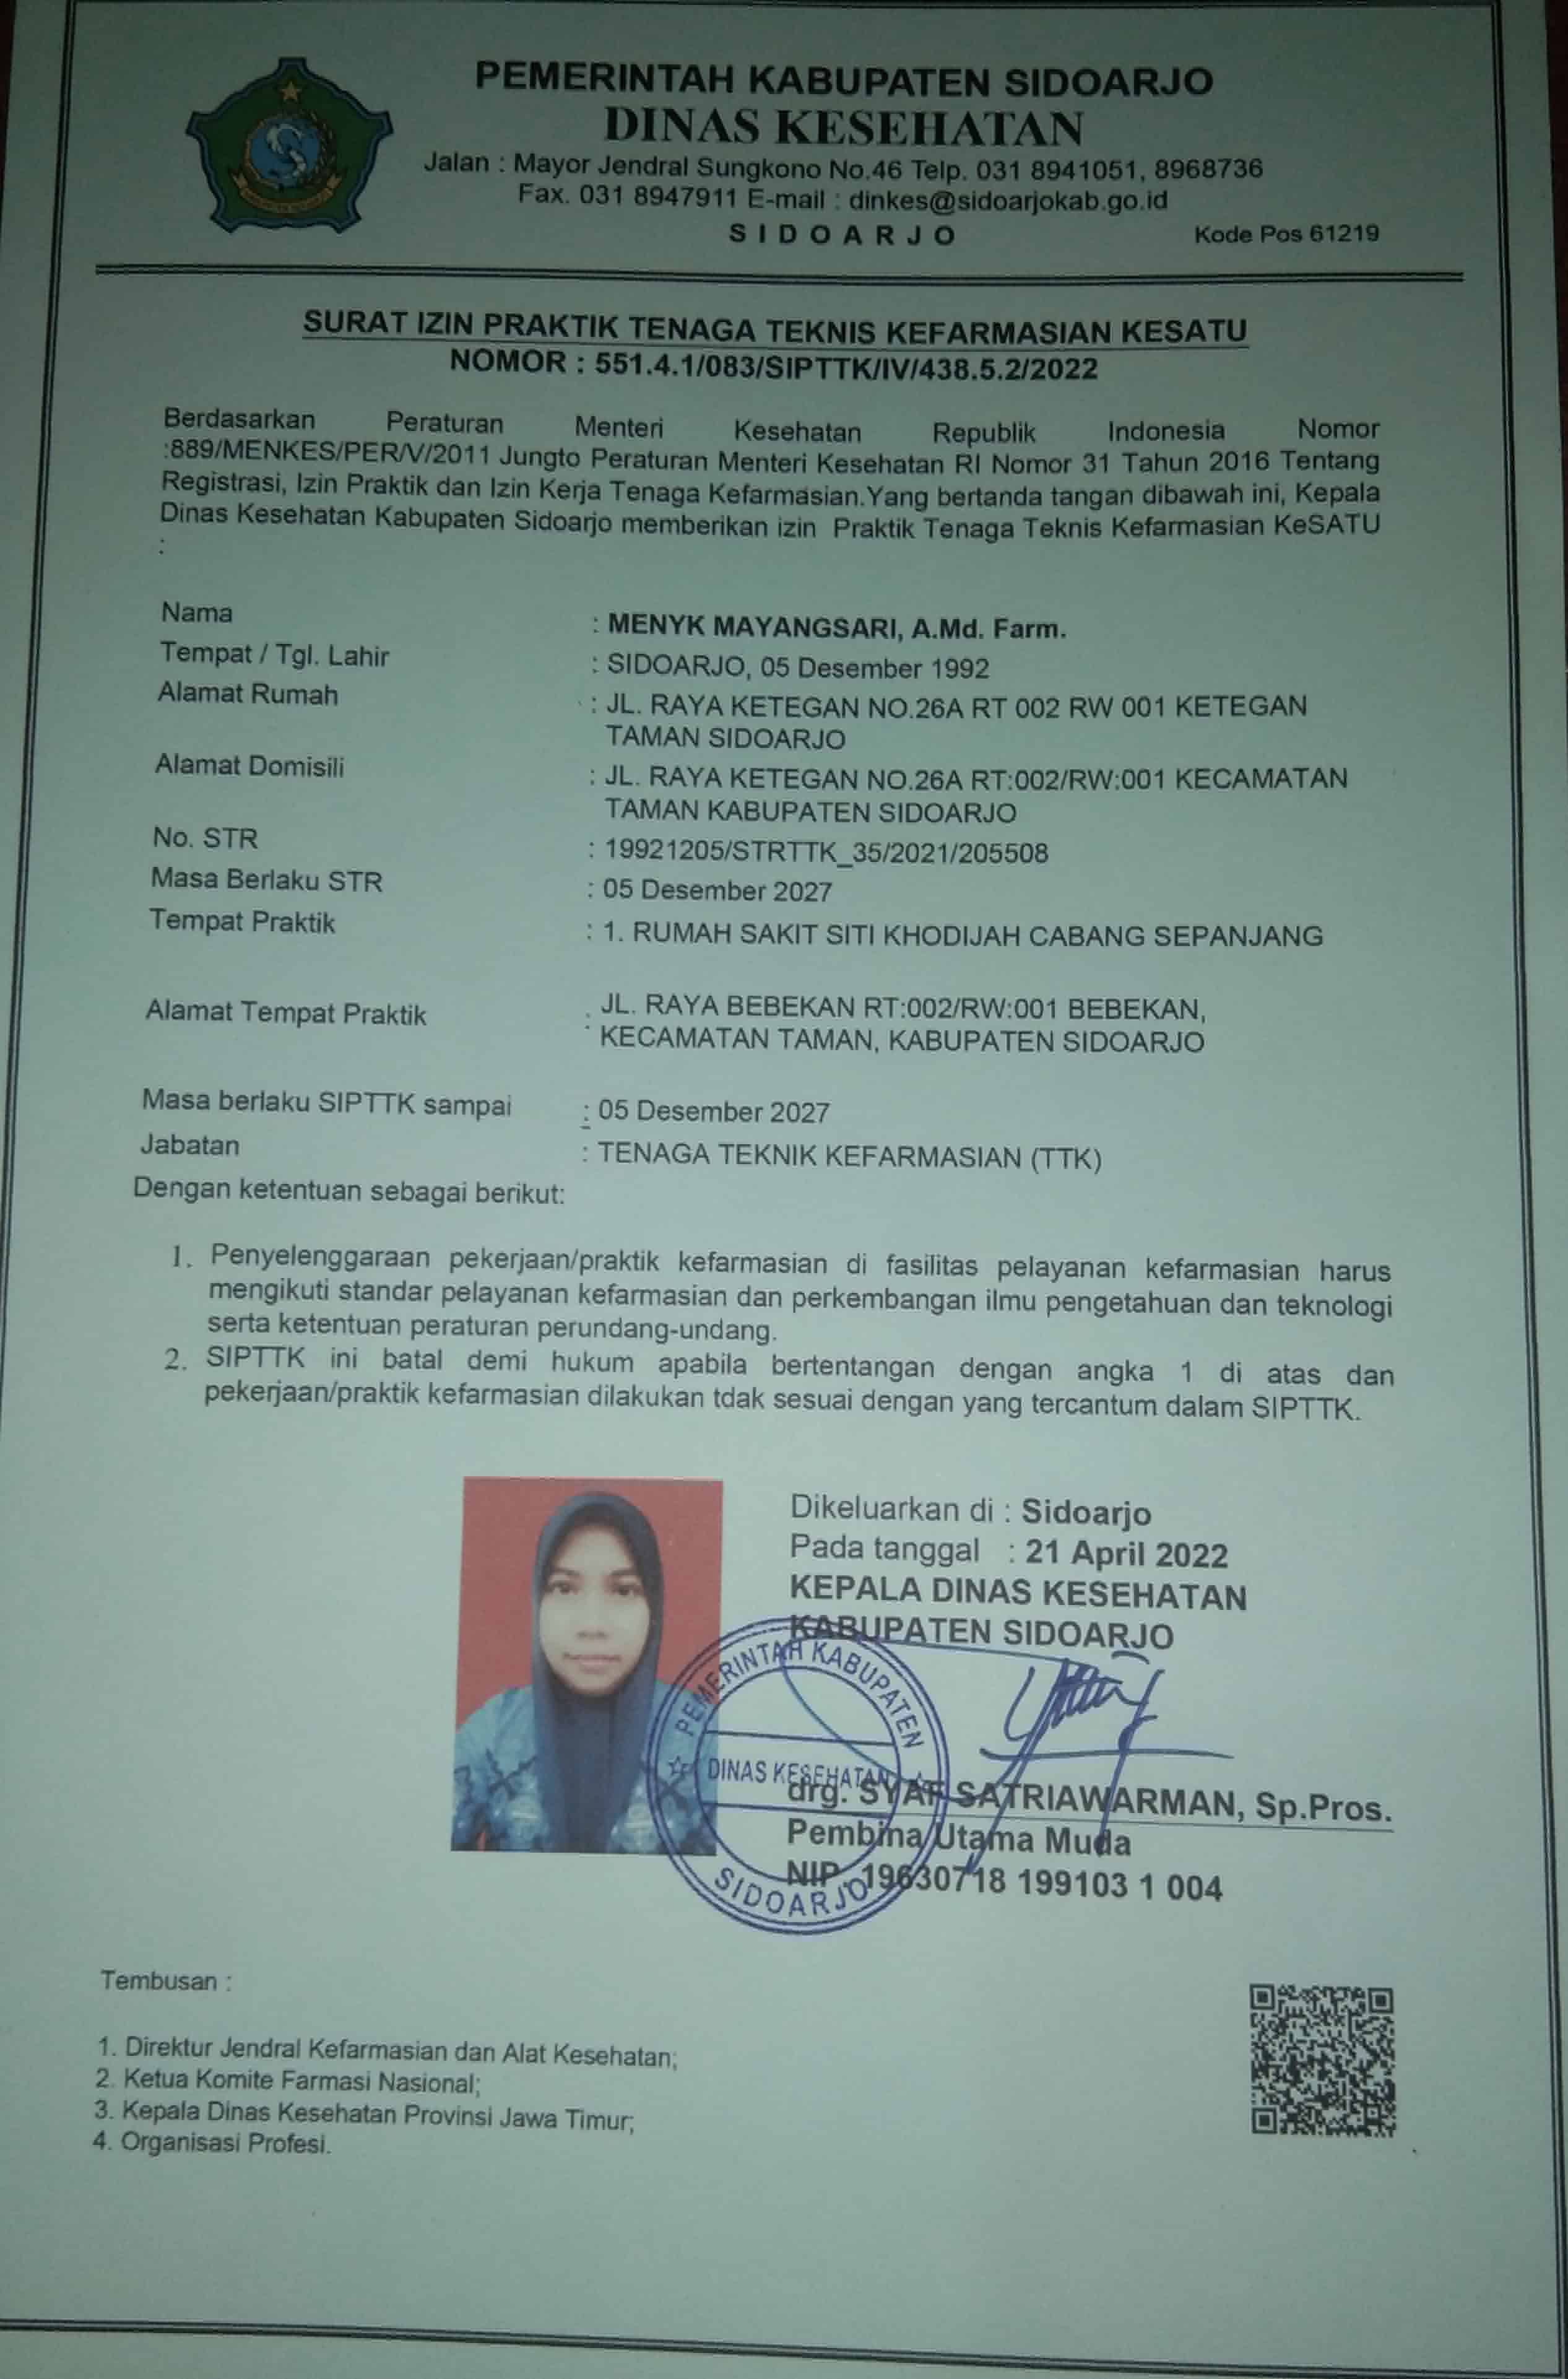 PEMERINTAH KABUPATEN SIDOARJO
DINAS KESEHATAN
Jalan : Mayor Jendral Sungkono No.46 Telp. 031 8941051, 8968736
Fax. 031 8947911 E-mail : dinkes@sidoarjokab.go.id
SIDOARJO Kode Pos 61219
SURAT IZIN PRAKTIK TENAGA TEKNIS KEFARMASIAN KESATU
NOMOR : 551.4.1/083/SIPTTK/IV/438.5.2/2022
Berdasarkan Peraturan Menteri Kesehatan Republik Indonesia Nomor
:889/MENKES/PER/V/2011 Jungto Peraturan Menteri Kesehatan RI Nomor 31 Tahun 2016 Tentang
Registrasi, Izin Praktik dan Izin Kerja Tenaga Kefarmasian.Yang bertanda tangan dibawah ini, Kepala
Dinas Kesehatan Kabupaten Sidoarjo memberikan izin Praktik Tenaga Teknis Kefarmasian KeSATU
:
Nama : MENYK MAYANGSARI, A.Md. Farm.
Tempat / Tgl. Lahir : SIDOARJO, 05 Desember 1992
Alamat Rumah : JL. RAYA KETEGAN NO.26A RT 002 RW 001 KETEGAN
TAMAN SIDOARJO
Alamat Domisili : JL. RAYA KETEGAN NO.26A RT:002/RW:001 KECAMATAN
TAMAN KABUPATEN SIDOARJO
No. STR : 19921205/STRTTK_35/2021/205508
Masa Berlaku STR : 05 Desember 2027
Tempat Praktik : 1. RUMAH SAKIT SITI KHODIJAH CABANG SEPANJANG
Alamat Tempat Praktik : JL. RAYA BEBEKAN RT:002/RW:001 BEBEKAN,
KECAMATAN TAMAN, KABUPATEN SIDOARJO
Masa berlaku SIPTTK sampai : 05 Desember 2027
Jabatan : TENAGA TEKNIK KEFARMASIAN (TTK)
Dengan ketentuan sebagai berikut:
1. Penyelenggaraan pekerjaan/praktik kefarmasian di fasilitas pelayanan kefarmasian harus
mengikuti standar pelayanan kefarmasian dan perkembangan ilmu pengetahuan dan teknologi
serta ketentuan peraturan perundang-undang.
2. SIPTTK ini batal demi hukum apabila bertentangan dengan angka 1 di atas dan
pekerjaan/praktik kefarmasian dilakukan tdak sesuai dengan yang tercantum dalam SIPTTK.
Dikeluarkan di : Sidoarjo
Pada tanggal : 21 April 2022
KEPALA DINAS KESEHATAN
KABUPATEN SIDOARJO
PEMERINTAH KABUPATEN
DINAS KESEHATAN
SIDOARJO
drg. SYAF SATRIAWARMAN, Sp.Pros.
Pembina Utama Muda
NIP. 19630718 199103 1 004
Tembusan :
1. Direktur Jendral Kefarmasian dan Alat Kesehatan;
2. Ketua Komite Farmasi Nasional;
3. Kepala Dinas Kesehatan Provinsi Jawa Timur;
4. Organisasi Profesi.